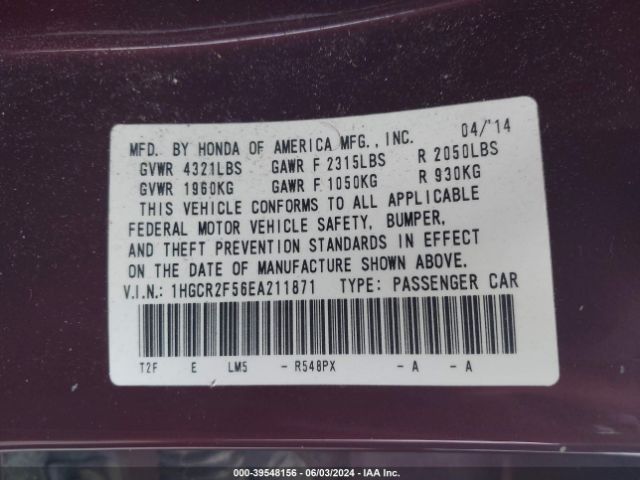 MFD. BY HONDA OF AMERICA MFG., INC. 04/'14
GVWR 4321LBS GAWR F 2315LBS R 2050LBS
GVWR 1960KG GAWR F 1050KG R 930KG
THIS VEHICLE CONFORMS TO ALL APPLICABLE
FEDERAL MOTOR VEHICLE SAFETY, BUMPER,
AND THEFT PREVENTION STANDARDS IN EFFECT
ON THE DATE OF MANUFACTURE SHOWN ABOVE.
V.I.N.: 1HGCR2F56EA211871 TYPE: PASSENGER CAR
T2F E LM5 - R548PX - A - A
000-39548156 | 06/03/2024 | IAA Inc.